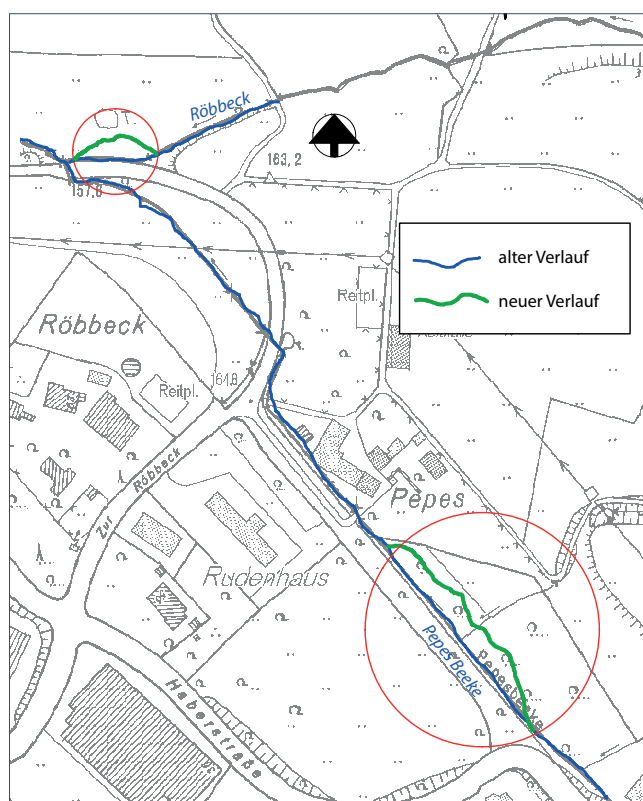 Röbbeck
163,2
157,8
alter Verlauf
neuer Verlauf
Reitpl.
Röbbeck
Reitpl.
161,8
Zur Röbbeck
Pepes
Rudenhaus
Pepes Beeke
Pepesbecke
Haberstraße